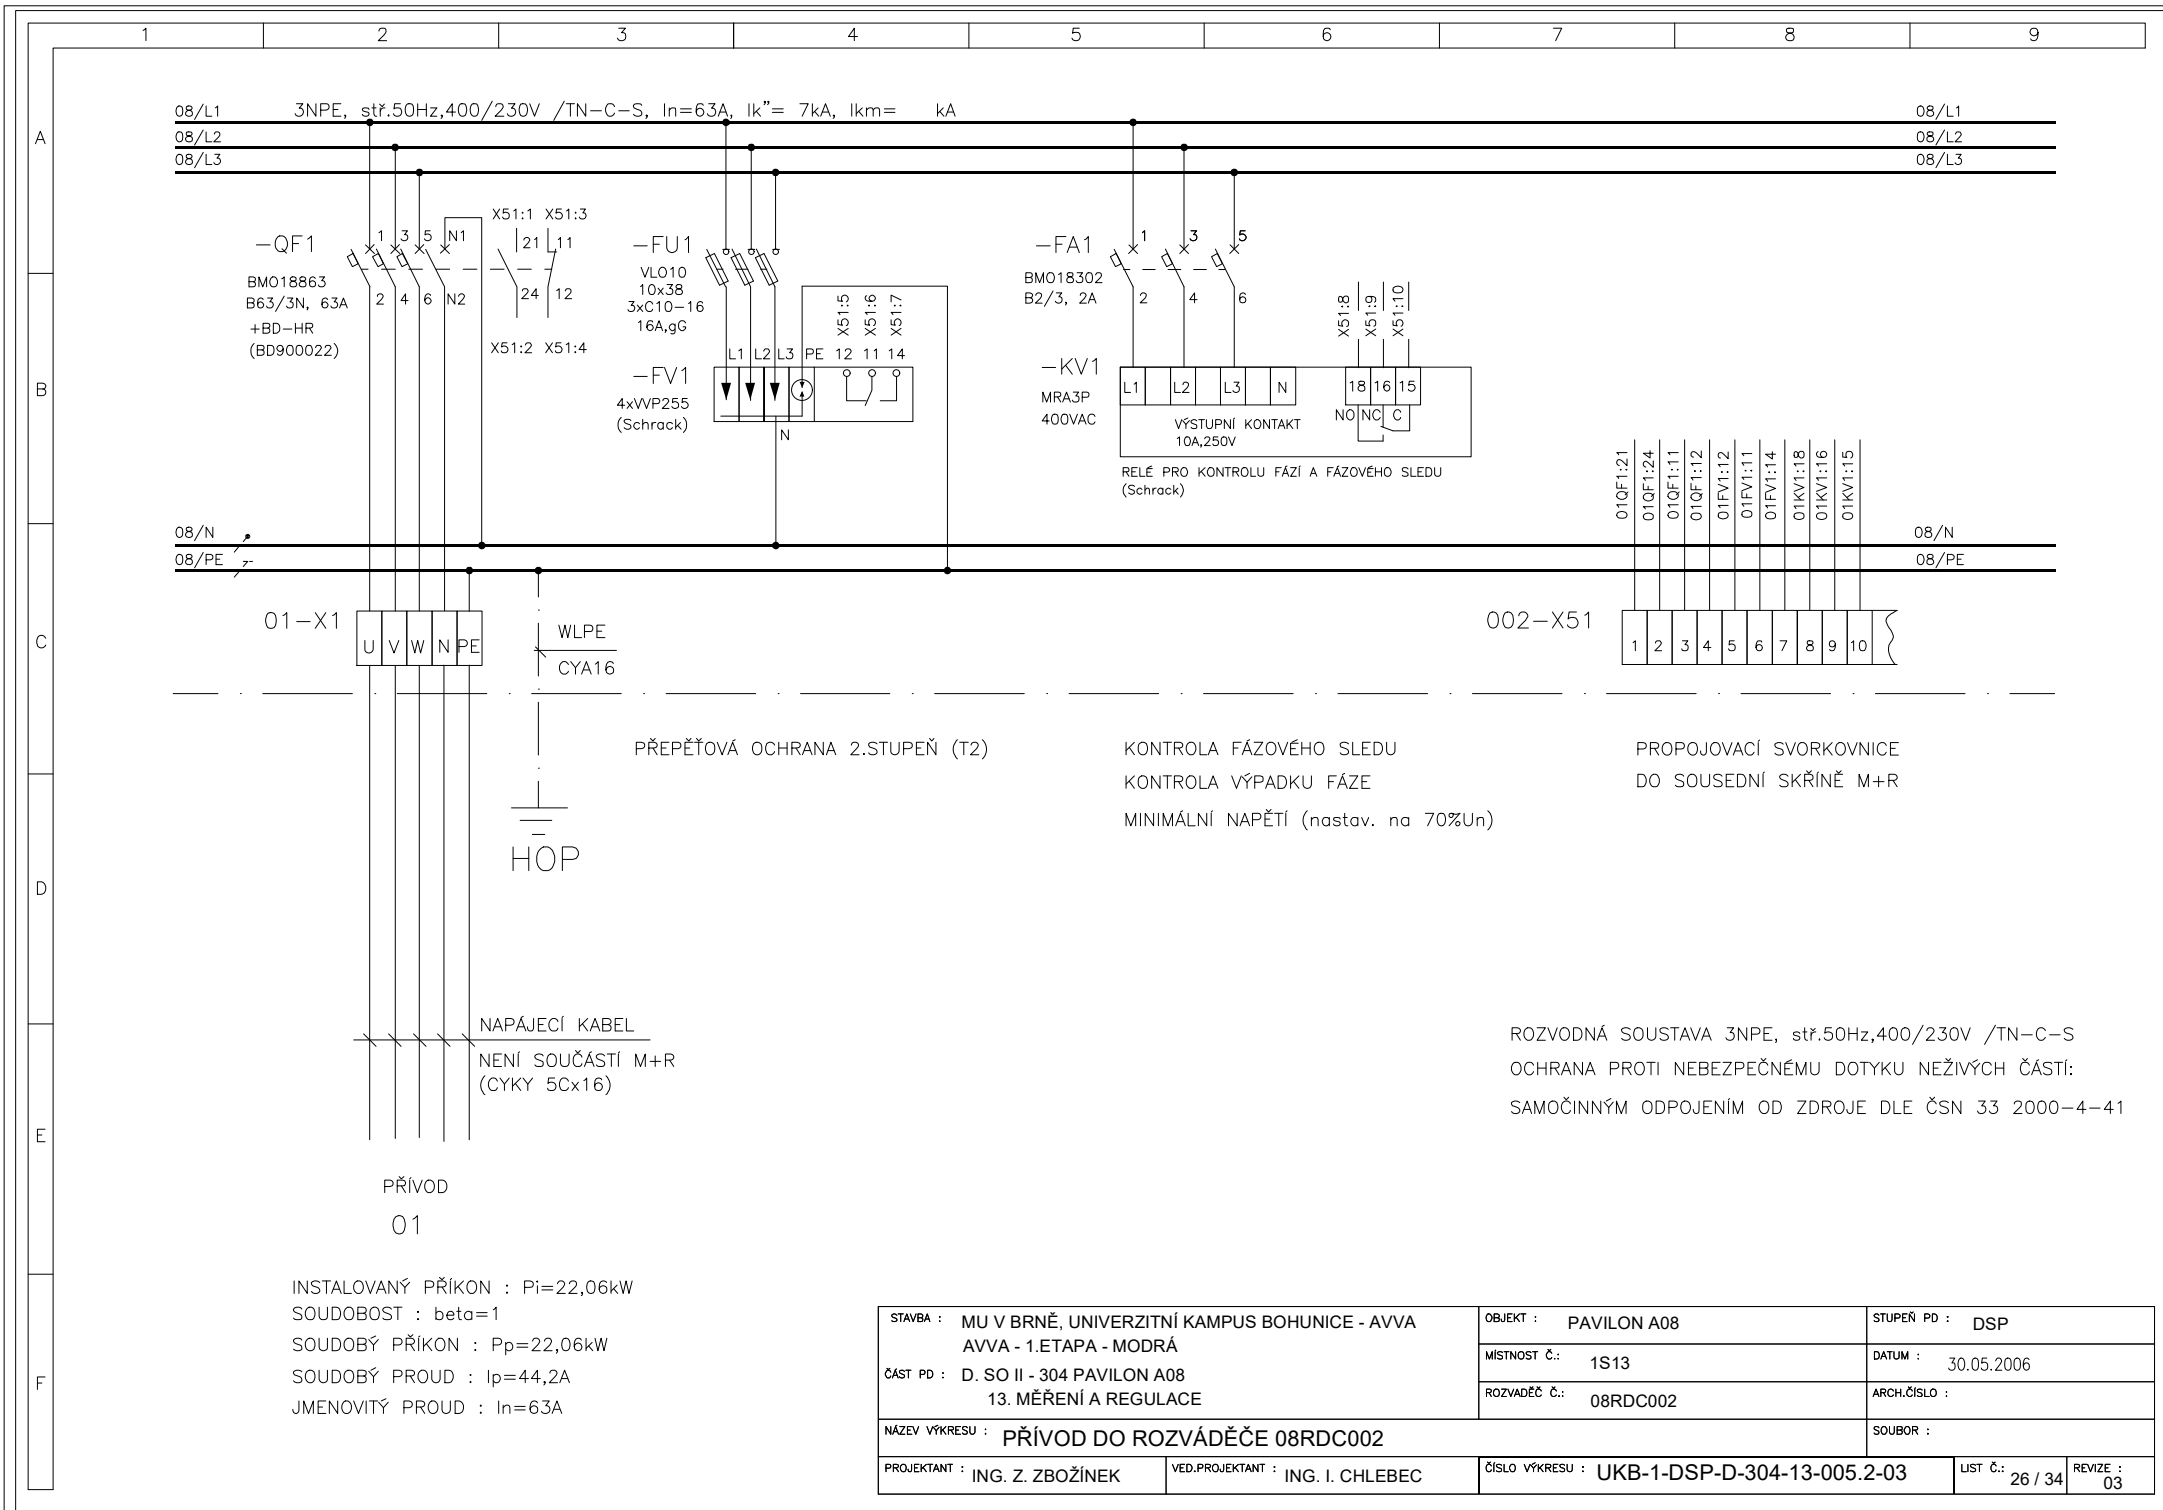 1 2 3 4 5 6 7 8 9
A
B
C
D
E
F
08/L1 3NPE, stř.50Hz,400/230V /TN-C-S, In=63A, Ik"= 7kA, Ikm= kA 08/L1
08/L2 08/L2
08/L3 08/L3
-QF1
BM018863
B63/3N, 63A
+BD-HR
(BD900022)
1 3 5 N1
2 4 6 N2
X51:1 X51:3
21 11
24 12
X51:2 X51:4
-FU1
VLO10
10x38
3xC10-16
16A,gG
-FV1
4xVVP255
(Schrack)
L1 L2 L3 PE 12 11 14
X51:5
X51:6
X51:7
N
-FA1
BM018302
B2/3, 2A
1 3 5
2 4 6
-KV1
MRA3P
400VAC
L1 L2 L3 N
X51:8
X51:9
X51:10
18 16 15
NO NC C
VÝSTUPNÍ KONTAKT
10A,250V
RELÉ PRO KONTROLU FÁZÍ A FÁZOVÉHO SLEDU
(Schrack)
01QF1:21
01QF1:24
01QF1:11
01QF1:12
01FV1:12
01FV1:11
01FV1:14
01KV1:18
01KV1:16
01KV1:15
08/N 08/N
08/PE 08/PE
01-X1
U V W N PE
WLPE
CYA16
002-X51
1 2 3 4 5 6 7 8 9 10
PŘEPĚŤOVÁ OCHRANA 2.STUPEŇ (T2)
KONTROLA FÁZOVÉHO SLEDU
KONTROLA VÝPADKU FÁZE
MINIMÁLNÍ NAPĚTÍ (nastav. na 70%Un)
PROPOJOVACÍ SVORKOVNICE
DO SOUSEDNÍ SKŘÍNĚ M+R
HOP
NAPÁJECÍ KABEL
NENÍ SOUČÁSTÍ M+R
(CYKY 5Cx16)
ROZVODNÁ SOUSTAVA 3NPE, stř.50Hz,400/230V /TN-C-S
OCHRANA PROTI NEBEZPEČNÉMU DOTYKU NEŽIVÝCH ČÁSTÍ:
SAMOČINNÝM ODPOJENÍM OD ZDROJE DLE ČSN 33 2000-4-41
PŘÍVOD
01
INSTALOVANÝ PŘÍKON : Pi=22,06kW
SOUDOBOST : beta=1
SOUDOBÝ PŘÍKON : Pp=22,06kW
SOUDOBÝ PROUD : Ip=44,2A
JMENOVITÝ PROUD : In=63A
STAVBA : MU V BRNĚ, UNIVERZITNÍ KAMPUS BOHUNICE - AVVA
AVVA - 1.ETAPA - MODRÁ
ČÁST PD : D. SO II - 304 PAVILON A08
13. MĚŘENÍ A REGULACE
OBJEKT : PAVILON A08
MÍSTNOST Č.: 1S13
ROZVADĚČ Č.: 08RDC002
STUPEŇ PD : DSP
DATUM : 30.05.2006
ARCH.ČÍSLO :
NÁZEV VÝKRESU : PŘÍVOD DO ROZVÁDĚČE 08RDC002
SOUBOR :
PROJEKTANT : ING. Z. ZBOŽÍNEK
VED.PROJEKTANT : ING. I. CHLEBEC
ČÍSLO VÝKRESU : UKB-1-DSP-D-304-13-005.2-03
LIST Č.: 26 / 34
REVIZE : 03